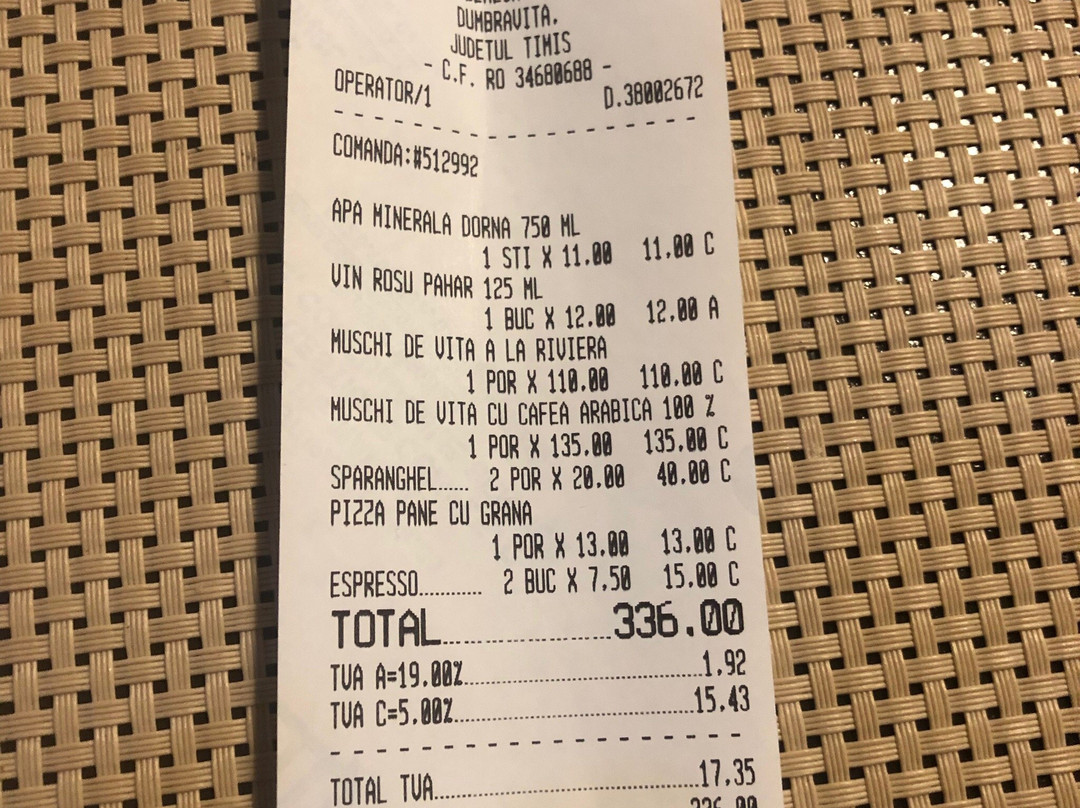 DUMBRAVITA.
JUDETUL TIMIS
- C.F. RO 34680688 -
OPERATOR/1 D.38002672
COMANDA:#512992
APA MINERALA DORNA 750 ML
1 STI X 11.00 11.00 C
VIN ROSU PAHAR 125 ML
1 BUC X 12.00 12.00 A
MUSCHI DE VITA A LA RIVIERA
1 POR X 110.00 110.00 C
MUSCHI DE VITA CU CAFEA ARABICA 100 %
1 POR X 135.00 135.00 C
SPARANGHEL...... 2 POR X 20.00 40.00 C
PIZZA PANE CU GRANA
1 POR X 13.00 13.00 C
ESPRESSO............ 2 BUC X 7.50 15.00 C
TOTAL....................336.00
TVA A=19.00%....................1.92
TVA C=5.00%....................15.43
TOTAL TVA....................17.35